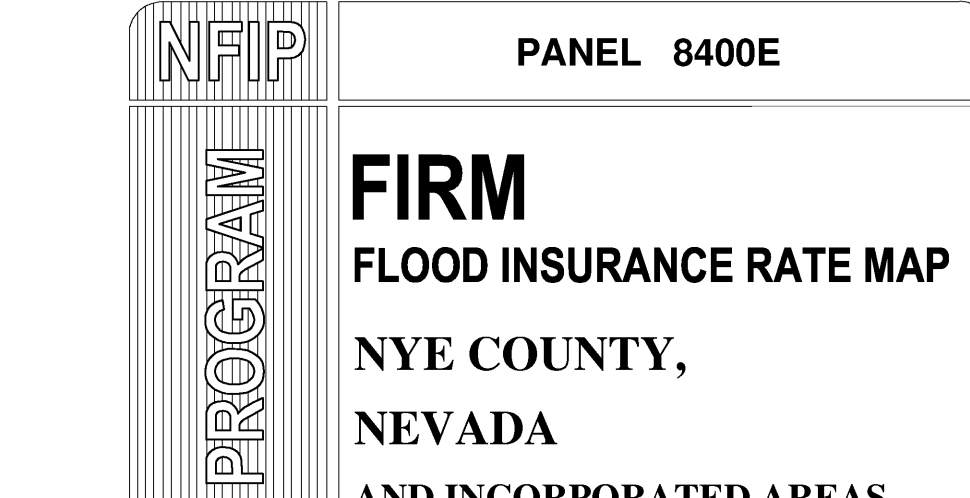 NFIP
PANEL 8400E
PROGRAM
FIRM
FLOOD INSURANCE RATE MAP
NYE COUNTY,
NEVADA
AND INCORPORATED AREAS